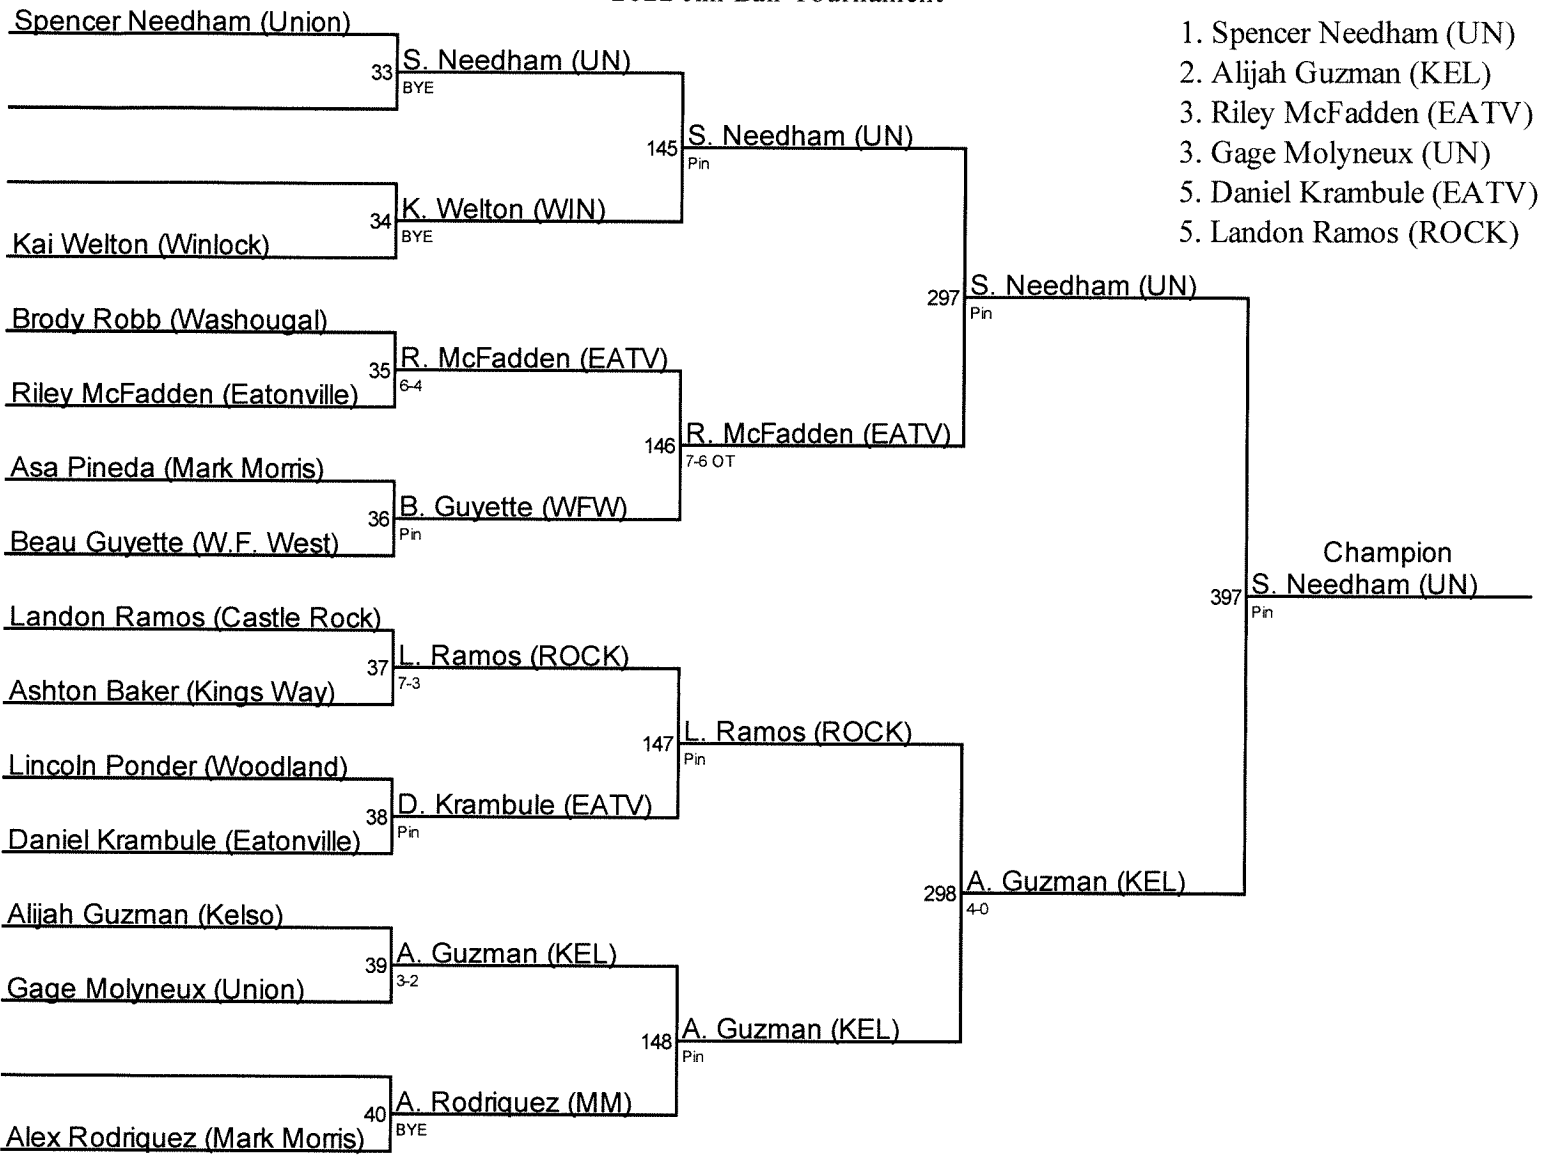 Spencer Needham (Union)
33
S. Needham (UN)
BYE
34
K. Welton (WIN)
BYE
Kai Welton (Winlock)
145
S. Needham (UN)
Pin
Brody Robb (Washougal)
35
R. McFadden (EATV)
6-4
Riley McFadden (Eatonville)
146
R. McFadden (EATV)
7-6 OT
Asa Pineda (Mark Morris)
36
B. Guyette (WFW)
Pin
Beau Guyette (W.F. West)
297
S. Needham (UN)
Pin
Landon Ramos (Castle Rock)
37
L. Ramos (ROCK)
7-3
Ashton Baker (Kings Way)
147
L. Ramos (ROCK)
Pin
Lincoln Ponder (Woodland)
38
D. Krambule (EATV)
Pin
Daniel Krambule (Eatonville)
298
A. Guzman (KEL)
4-0
Alijah Guzman (Kelso)
39
A. Guzman (KEL)
3-2
Gage Molyneux (Union)
148
A. Guzman (KEL)
Pin
40
A. Rodriquez (MM)
BYE
Alex Rodriquez (Mark Morris)
Champion
397
S. Needham (UN)
Pin
1. Spencer Needham (UN)
2. Alijah Guzman (KEL)
3. Riley McFadden (EATV)
3. Gage Molyneux (UN)
5. Daniel Krambule (EATV)
5. Landon Ramos (ROCK)